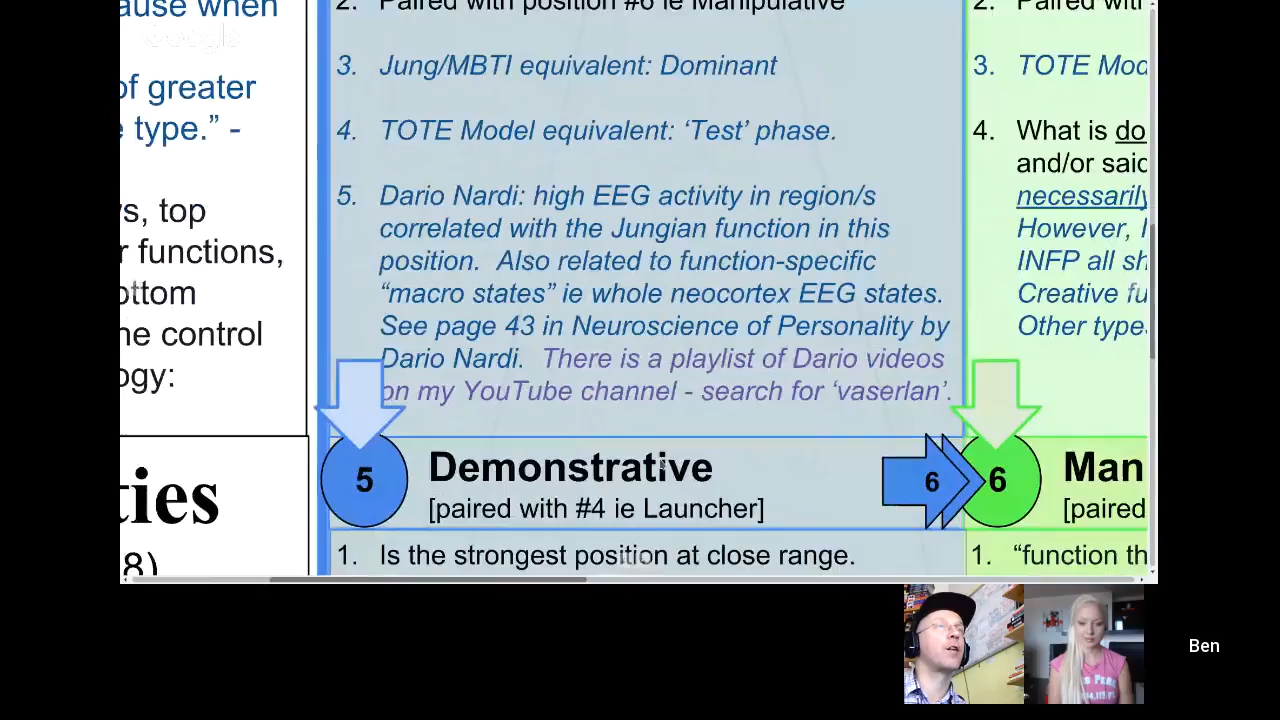 ause when
Google
of greater
e type.” -
s, top
r functions,
ottom
he control
ogy:
ties
8)
2. Paired with position #6 ie Manipulative
3. Jung/MBTI equivalent: Dominant
4. TOTE Model equivalent: ‘Test’ phase.
5. Dario Nardi: high EEG activity in region/s
correlated with the Jungian function in this
position. Also related to function-specific
“macro states” ie whole neocortex EEG states.
See page 43 in Neuroscience of Personality by
Dario Nardi. There is a playlist of Dario videos
on my YouTube channel - search for ‘vaserlan’.
5 Demonstrative 6
[paired with #4 ie Launcher]
1. Is the strongest position at close range.
2. Paired with
3. TOTE Mod
4. What is do
and/or said
necessarily
However, I
INFP all sh
Creative fu
Other type
6 Man
[paired
1. “function th
Ben